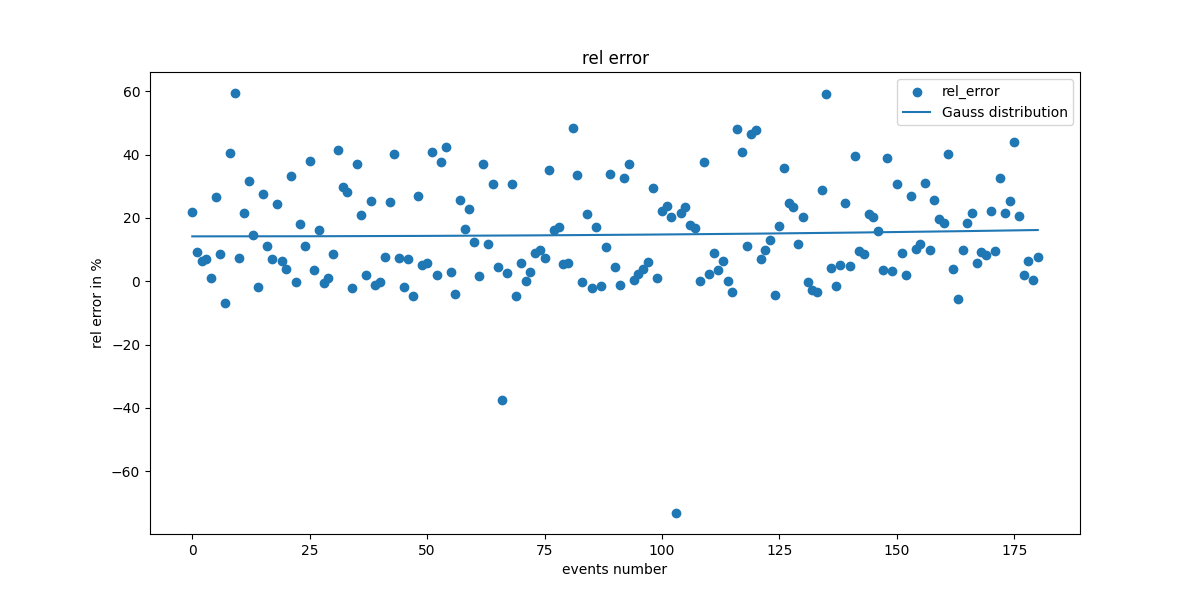 rel error
rel_error
Gauss distribution
rel error in %
60
40
20
0
−20
−40
−60
0 25 50 75 100 125 150 175
events number